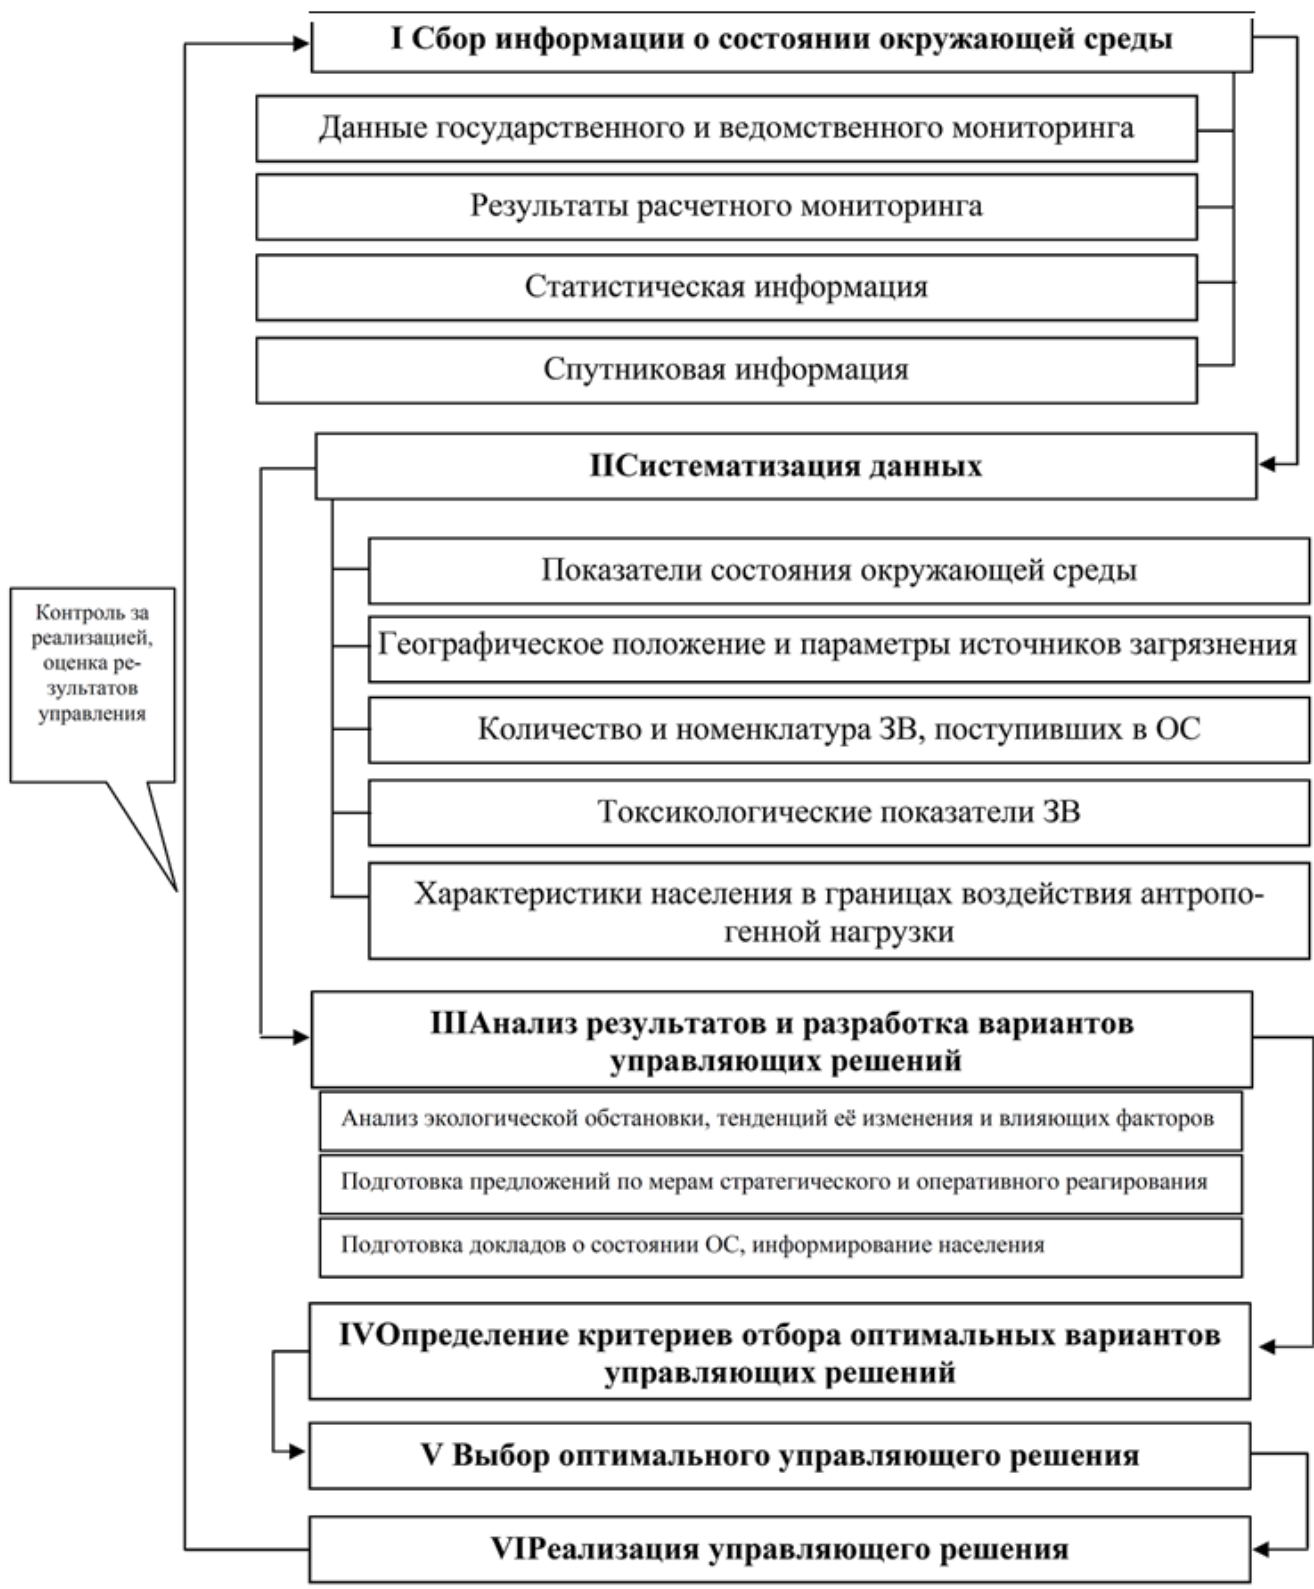 I Сбор информации о состоянии окружающей среды
Данные государственного и ведомственного мониторинга
Результаты расчетного мониторинга
Статистическая информация
Спутниковая информация
IIСистематизация данных
Показатели состояния окружающей среды
Географическое положение и параметры источников загрязнения
Количество и номенклатура ЗВ, поступивших в ОС
Токсикологические показатели ЗВ
Характеристики населения в границах воздействия антропо-
генной нагрузки
Контроль за
реализацией,
оценка ре-
зультатов
управления
IIIАнализ результатов и разработка вариантов
управляющих решений
Анализ экологической обстановки, тенденций её изменения и влияющих факторов
Подготовка предложений по мерам стратегического и оперативного реагирования
Подготовка докладов о состоянии ОС, информирование населения
IVОпределение критериев отбора оптимальных вариантов
управляющих решений
V Выбор оптимального управляющего решения
VIРеализация управляющего решения